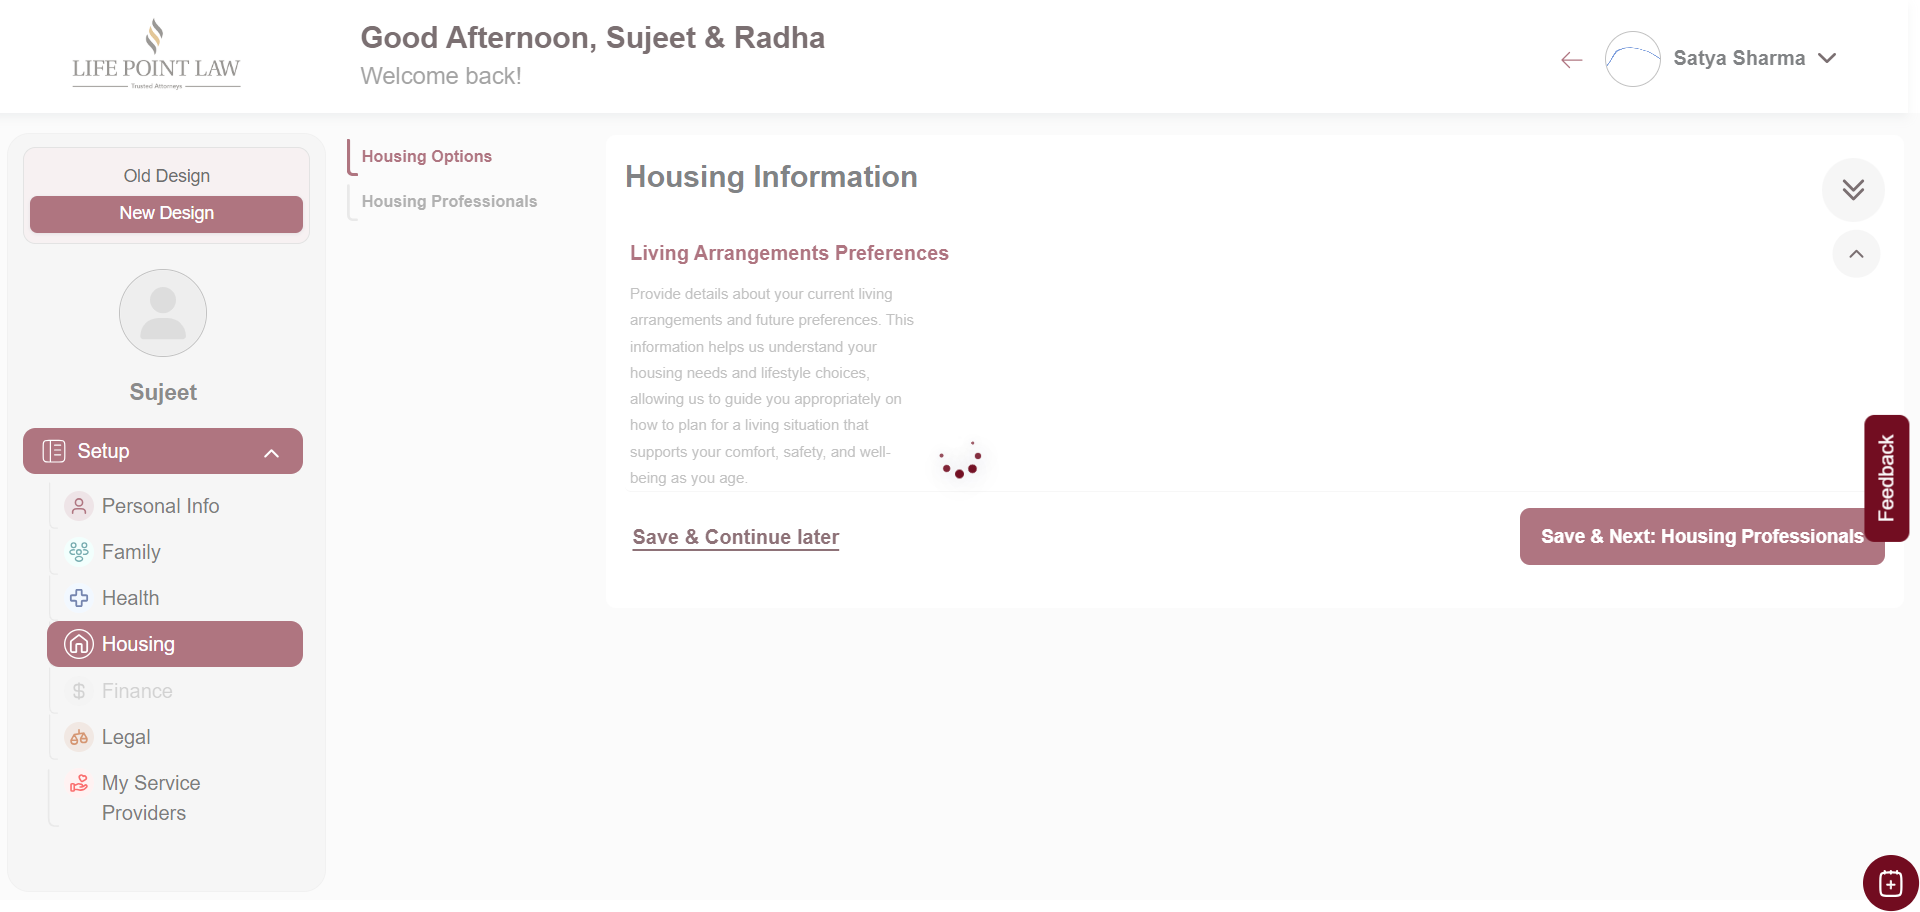 LIFE POINT LAW
Trusted Attorneys
Good Afternoon, Sujeet & Radha
Welcome back!
Satya Sharma
Old Design
New Design
Sujeet
Setup
Personal Info
Family
Health
Housing
Finance
Legal
My Service
Providers
Housing Options
Housing Professionals
Housing Information
Living Arrangements Preferences
Provide details about your current living
arrangements and future preferences. This
information helps us understand your
housing needs and lifestyle choices,
allowing us to guide you appropriately on
how to plan for a living situation that
supports your comfort, safety, and well-
being as you age.
Save & Continue later
Save & Next: Housing Professionals
Feedback